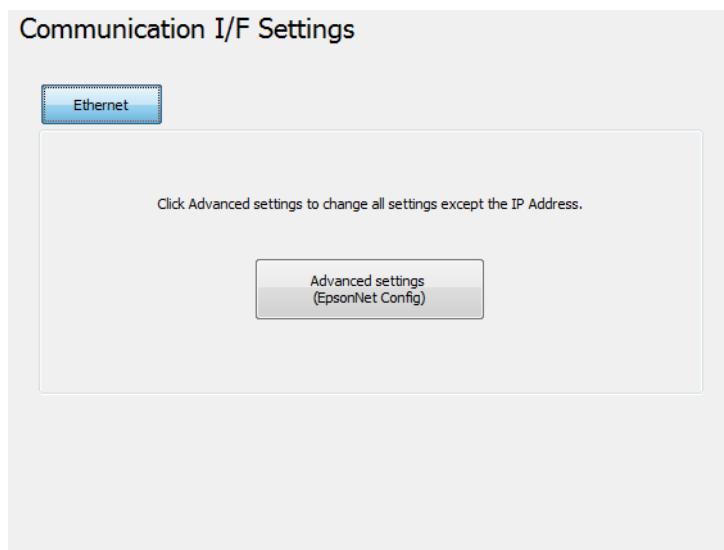 Communication I/F Settings
Ethernet
Click Advanced settings to change all settings except the IP Address.
Advanced settings
(EpsonNet Config)